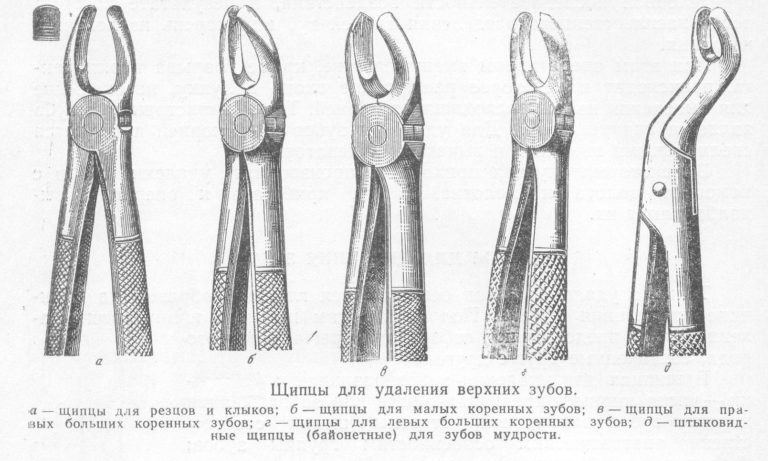 а
б
в
г
д
Щипцы для удаления верхних зубов.
а — щипцы для резцов и клыков; б — щипцы для малых коренных зубов; в — щипцы для пра-
вых больших коренных зубов; г — щипцы для левых больших коренных зубов; д — штыковид-
ные щипцы (байонетные) для зубов мудрости.